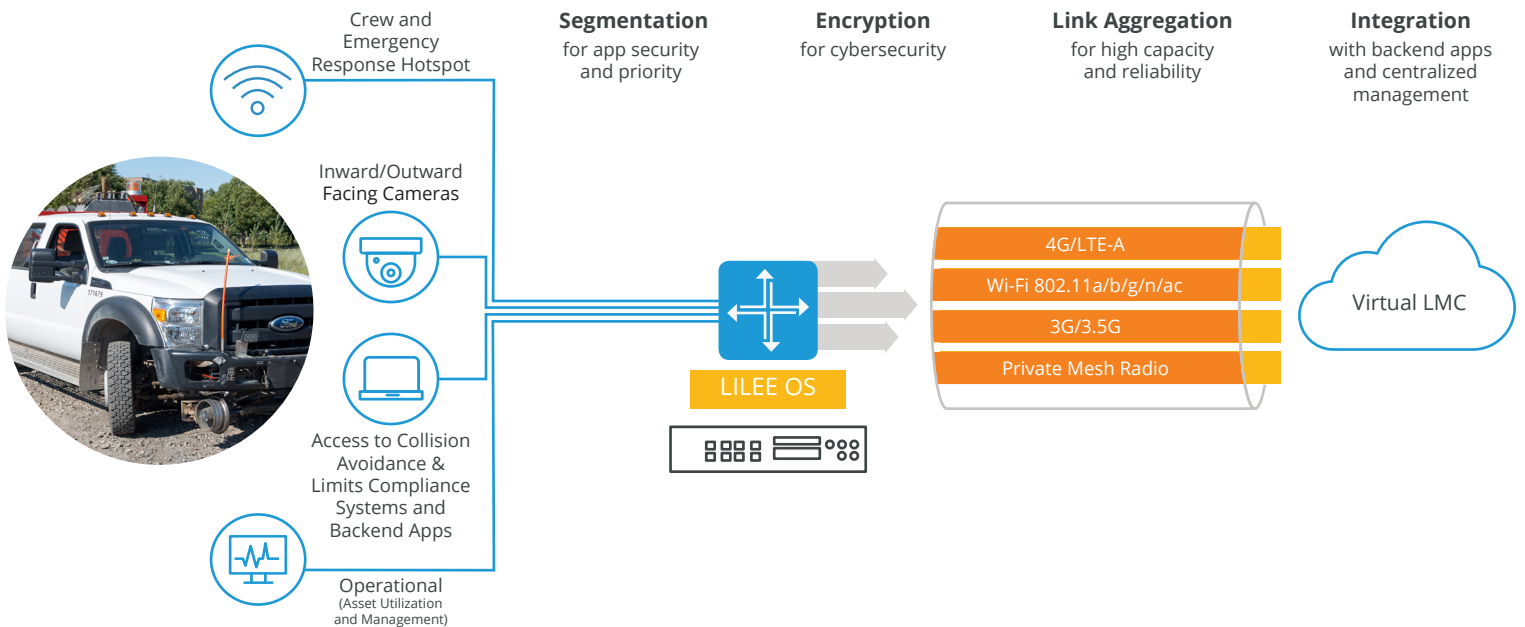 Crew and
Emergency
Response Hotspot
Segmentation
for app security
and priority
Encryption
for cybersecurity
Link Aggregation
for high capacity
and reliability
Integration
with backend apps
and centralized
management
Inward/Outward
Facing Cameras
Access to Collision
Avoidance &
Limits Compliance
Systems and
Backend Apps
Operational
(Asset Utilization
and Management)
LILEE OS
4G/LTE-A
Wi-Fi 802.11a/b/g/n/ac
3G/3.5G
Private Mesh Radio
Virtual LMC
Ford